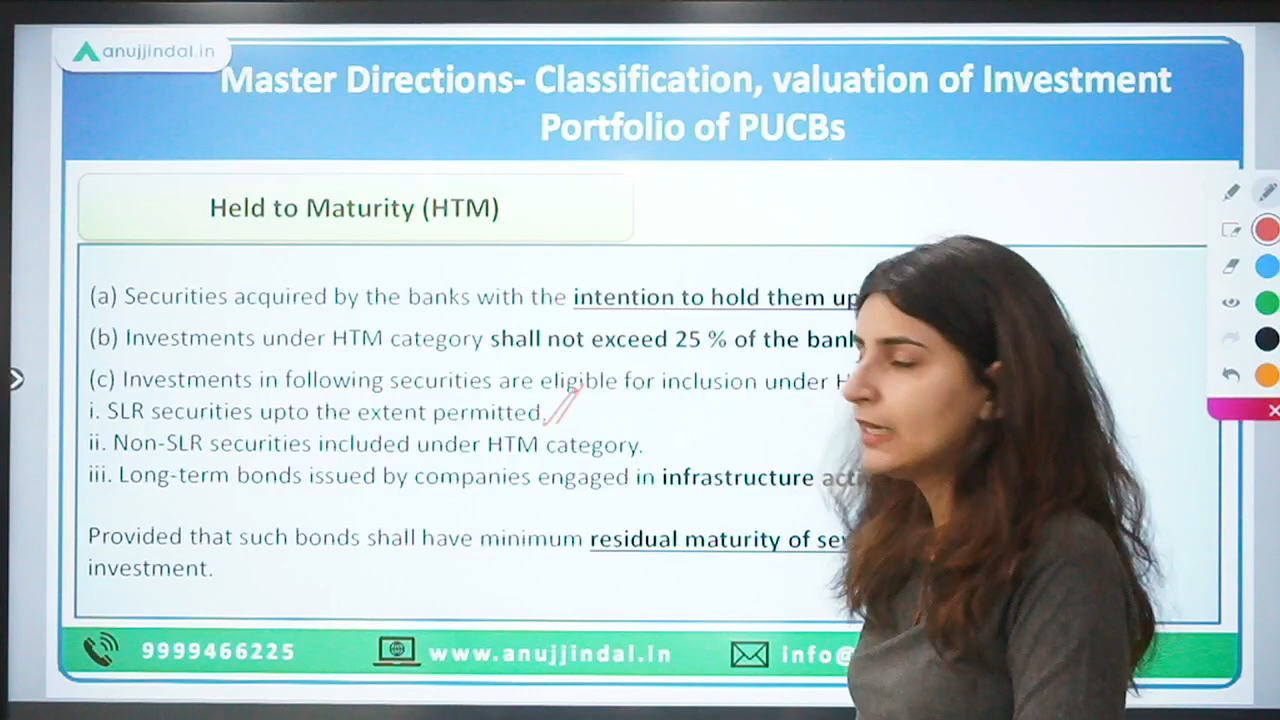 anujjindal.in
Master Directions- Classification, valuation of Investment
Portfolio of PUCBs
Held to Maturity (HTM)
(a) Securities acquired by the banks with the intention to hold them up
(b) Investments under HTM category shall not exceed 25 % of the bank
(c) Investments in following securities are eligible for inclusion under H
i. SLR securities upto the extent permitted.
ii. Non-SLR securities included under HTM category.
iii. Long-term bonds issued by companies engaged in infrastructure
Provided that such bonds shall have minimum residual maturity of
investment.
9999466225
www.anujjindal.in
info@